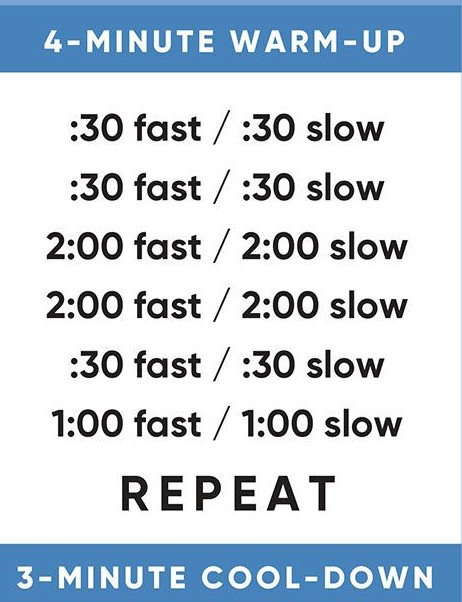 4-MINUTE WARM-UP
:30 fast / :30 slow
:30 fast / :30 slow
2:00 fast / 2:00 slow
2:00 fast / 2:00 slow
:30 fast / :30 slow
1:00 fast / 1:00 slow
REPEAT
3-MINUTE COOL-DOWN